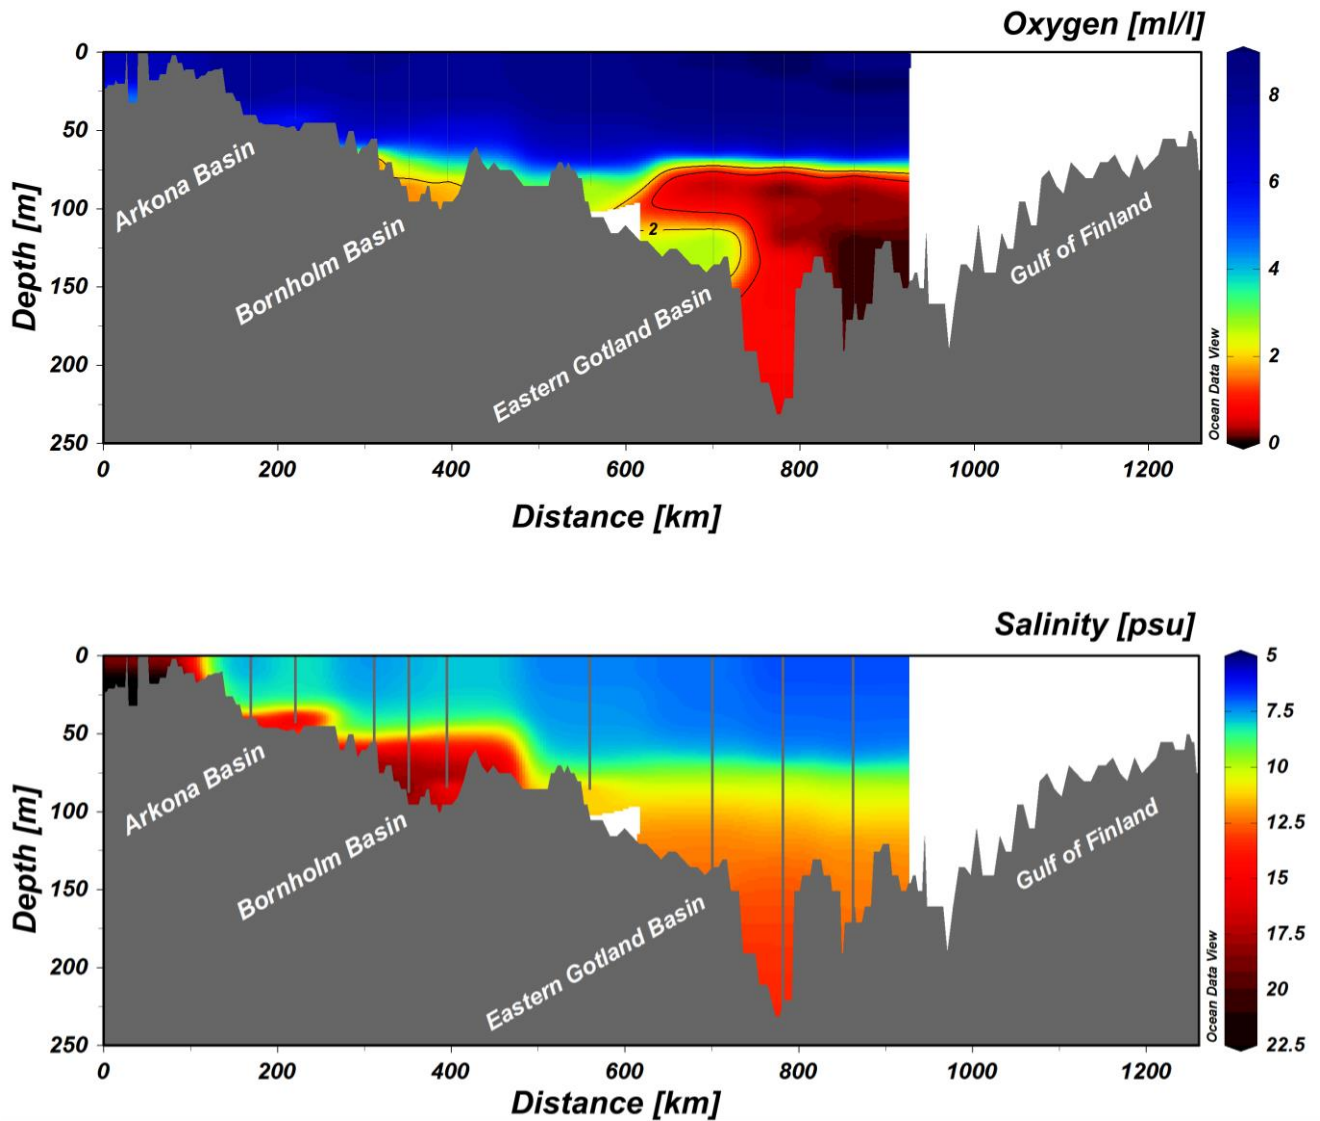 Oxygen [ml/l]
0
50
100
150
200
250
Depth [m]
Arkona Basin
Bornholm Basin
Eastern Gotland Basin
Gulf of Finland
2
Ocean Data View
8
6
4
2
0
0 200 400 600 800 1000 1200
Distance [km]
Salinity [psu]
0
50
100
150
200
250
Depth [m]
Arkona Basin
Bornholm Basin
Eastern Gotland Basin
Gulf of Finland
Ocean Data View
5
7.5
10
12.5
15
17.5
20
22.5
0 200 400 600 800 1000 1200
Distance [km]